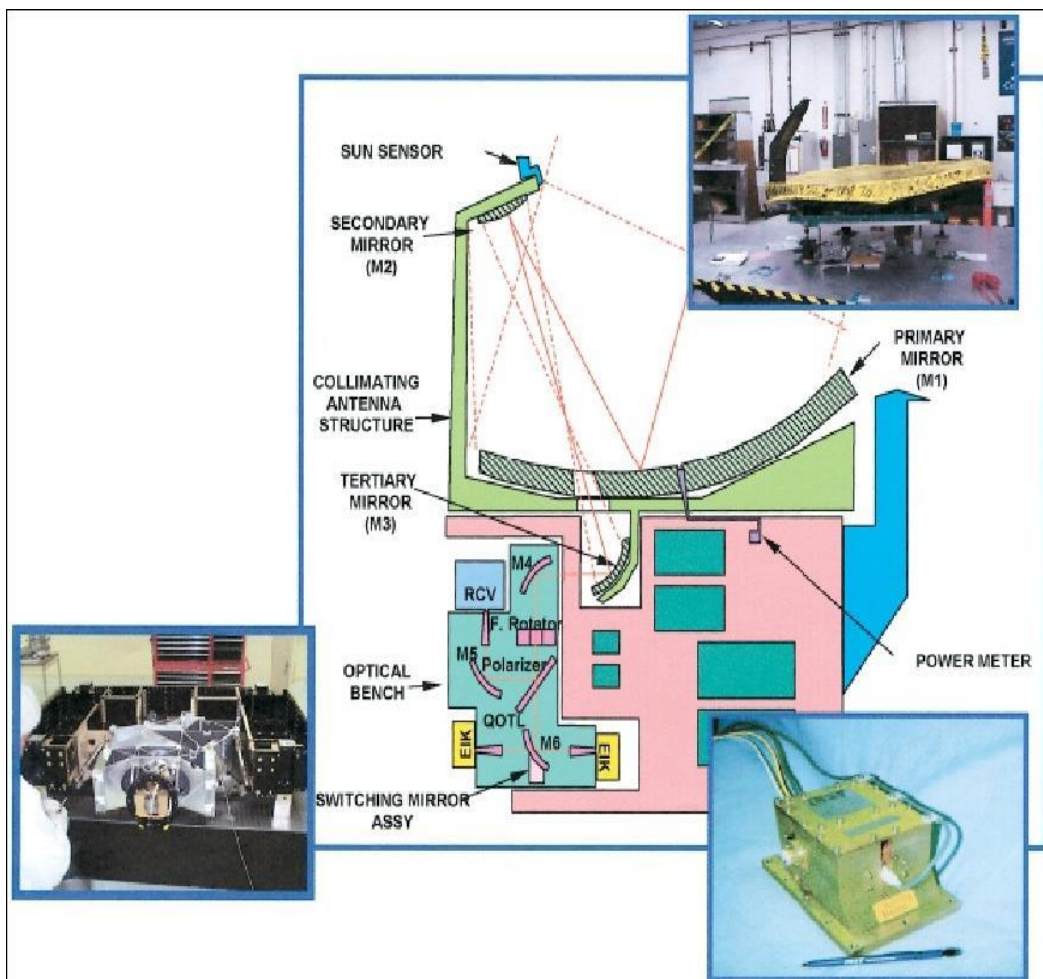 SUN SENSOR
SECONDARY
MIRROR
(M2)
PRIMARY
MIRROR
(M1)
COLLIMATING
ANTENNA
STRUCTURE
TERTIARY
MIRROR
(M3)
M4
RCV
F. Rotator
M5
Polarizer
POWER METER
OPTICAL
BENCH
QOTL
M6
EIK
EIK
SWITCHING MIRROR
ASSY